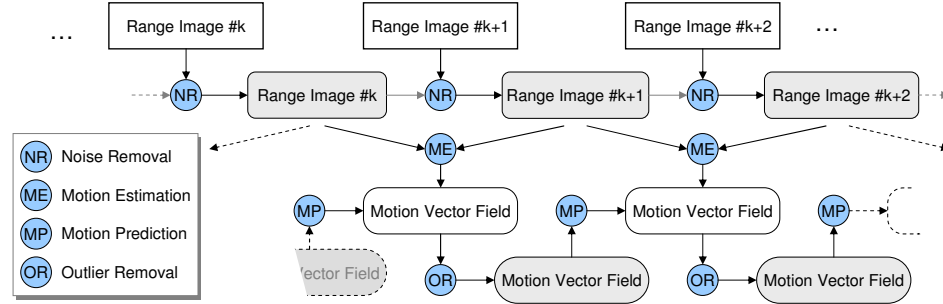 Range Image #k
Range Image #k+1
Range Image #k+2
...
...
NR
Range Image #k
NR
Range Image #k+1
NR
Range Image #k+2
NR Noise Removal
ME Motion Estimation
MP Motion Prediction
OR Outlier Removal
ME
ME
MP
Motion Vector Field
MP
Motion Vector Field
MP
Vector Field
OR
Motion Vector Field
OR
Motion Vector Field